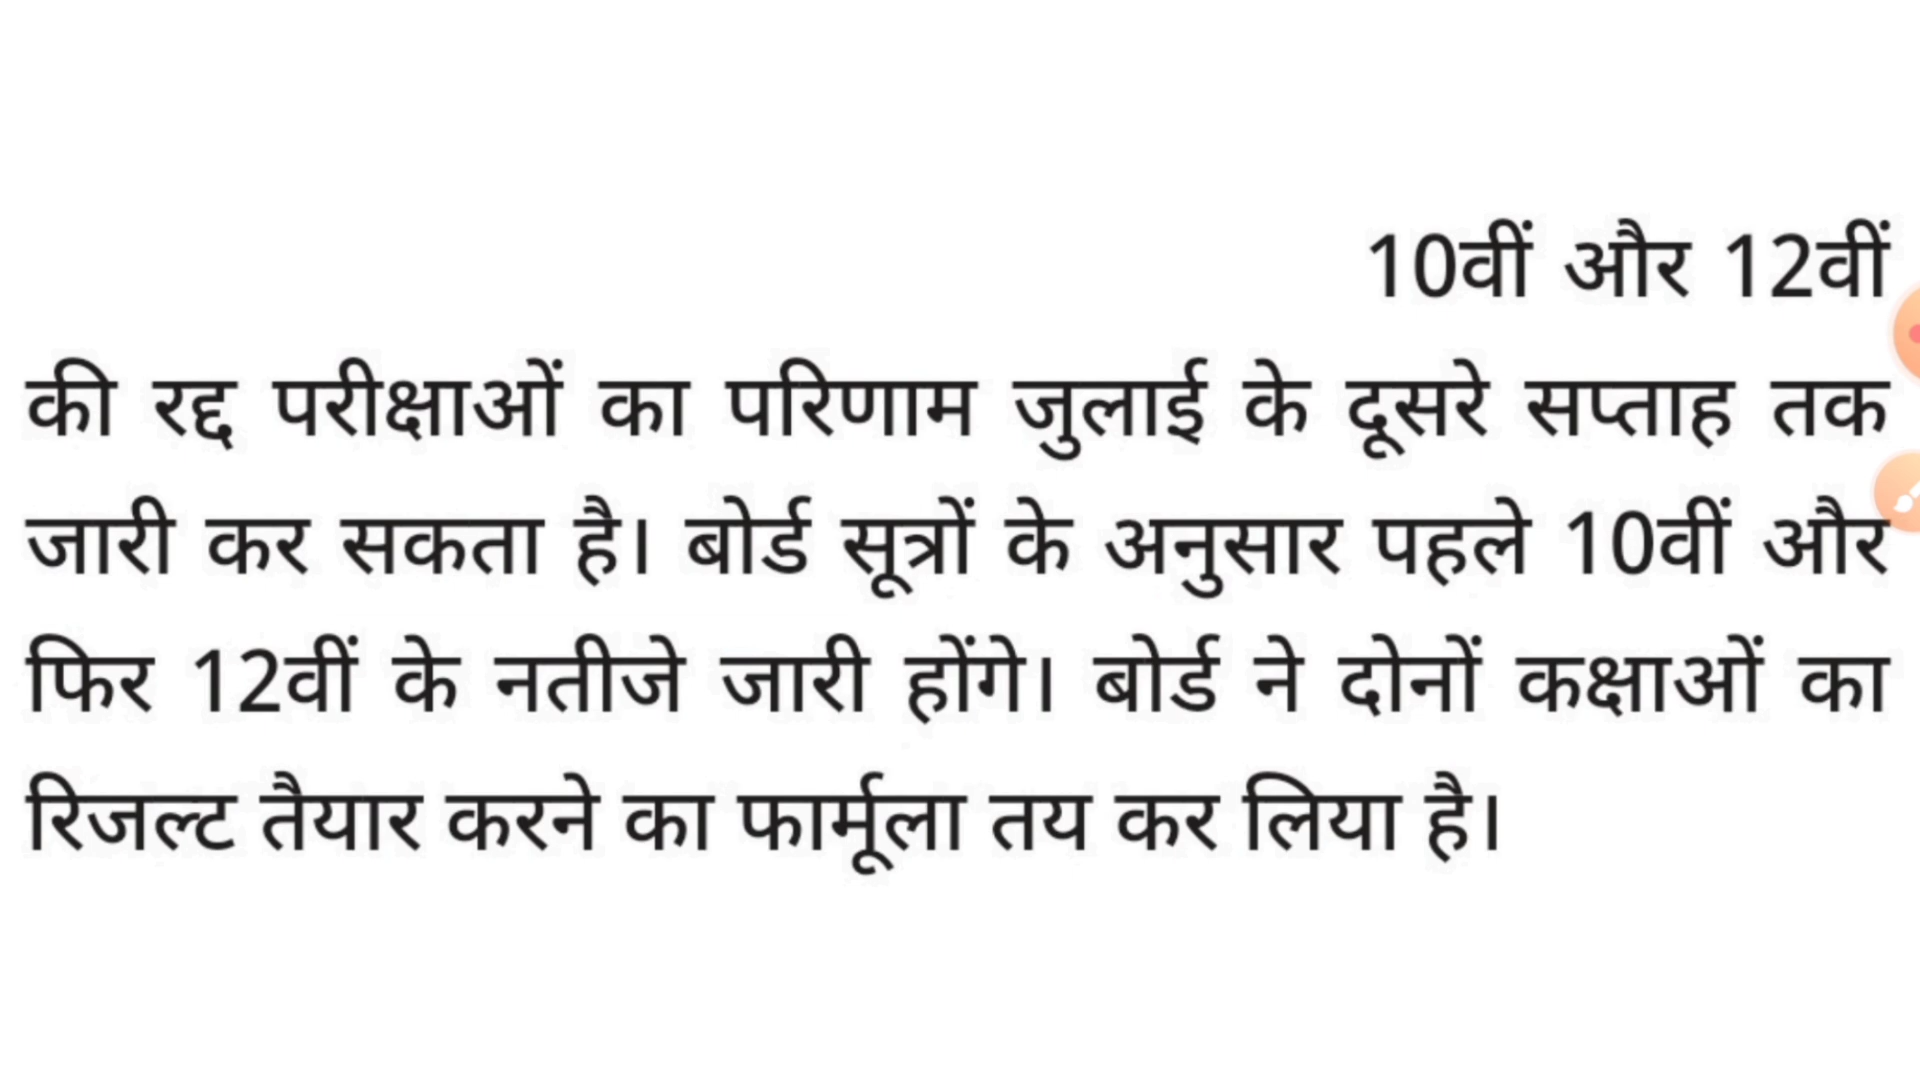 10वीं और 12वीं
की रद्द परीक्षाओं का परिणाम जुलाई के दूसरे सप्ताह तक
जारी कर सकता है। बोर्ड सूत्रों के अनुसार पहले 10वीं और
फिर 12वीं के नतीजे जारी होंगे। बोर्ड ने दोनों कक्षाओं का
रिजल्ट तैयार करने का फार्मूला तय कर लिया है।